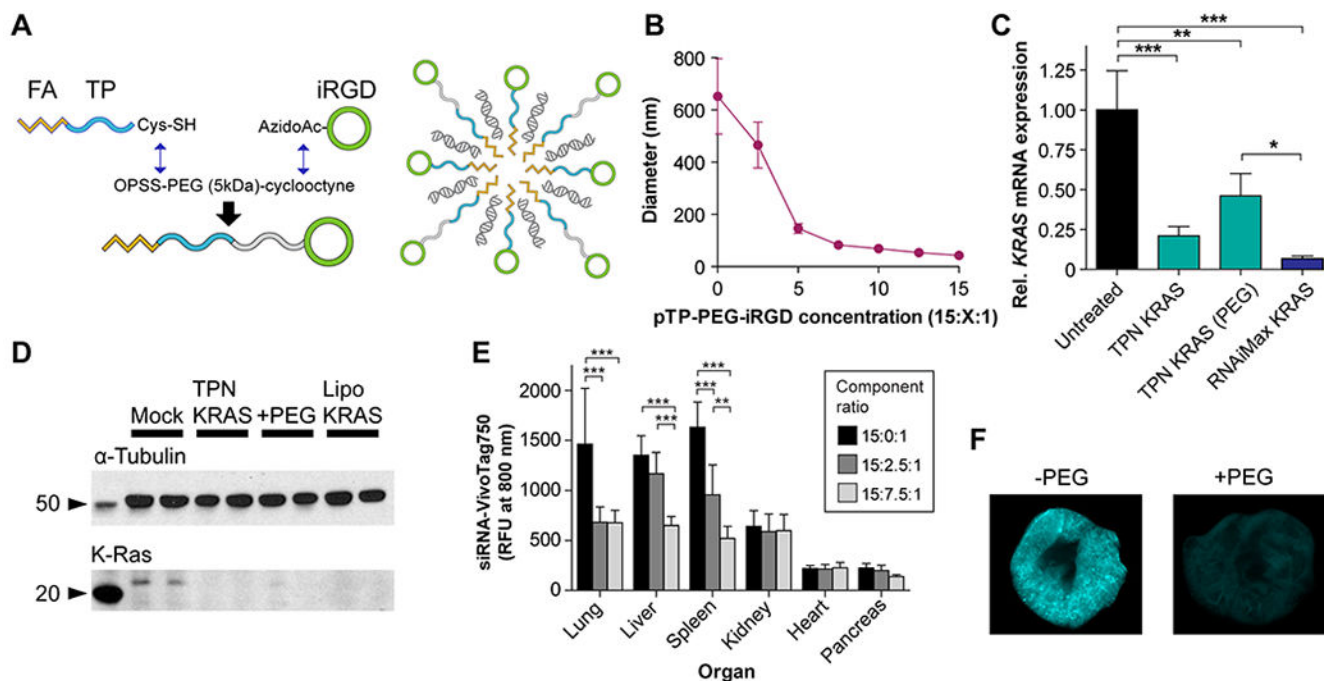 A
FA TP iRGD
Cys-SH
AzidoAc-
OPSS-PEG (5kDa)-cyclooctyne
B
Diameter (nm)
800
600
400
200
0
0 5 10 15
pTP-PEG-iRGD concentration (15:X:1)
C
***
**
***
*
Rel. KRAS mRNA expression
1.25
1.00
0.75
0.50
0.25
0
Untreated
TPN KRAS
TPN KRAS (PEG)
RNAiMax KRAS
D
TPN Lipo
Mock KRAS +PEG KRAS
α-Tubulin
50
K-Ras
20
E
siRNA-VivoTag750
(RFU at 800 nm)
2000
1500
1000
500
0
***
***
***
***
***
***
**
Lung
Liver
Spleen
Kidney
Heart
Pancreas
Organ
Component
ratio
15:0:1
15:2.5:1
15:7.5:1
F
-PEG +PEG